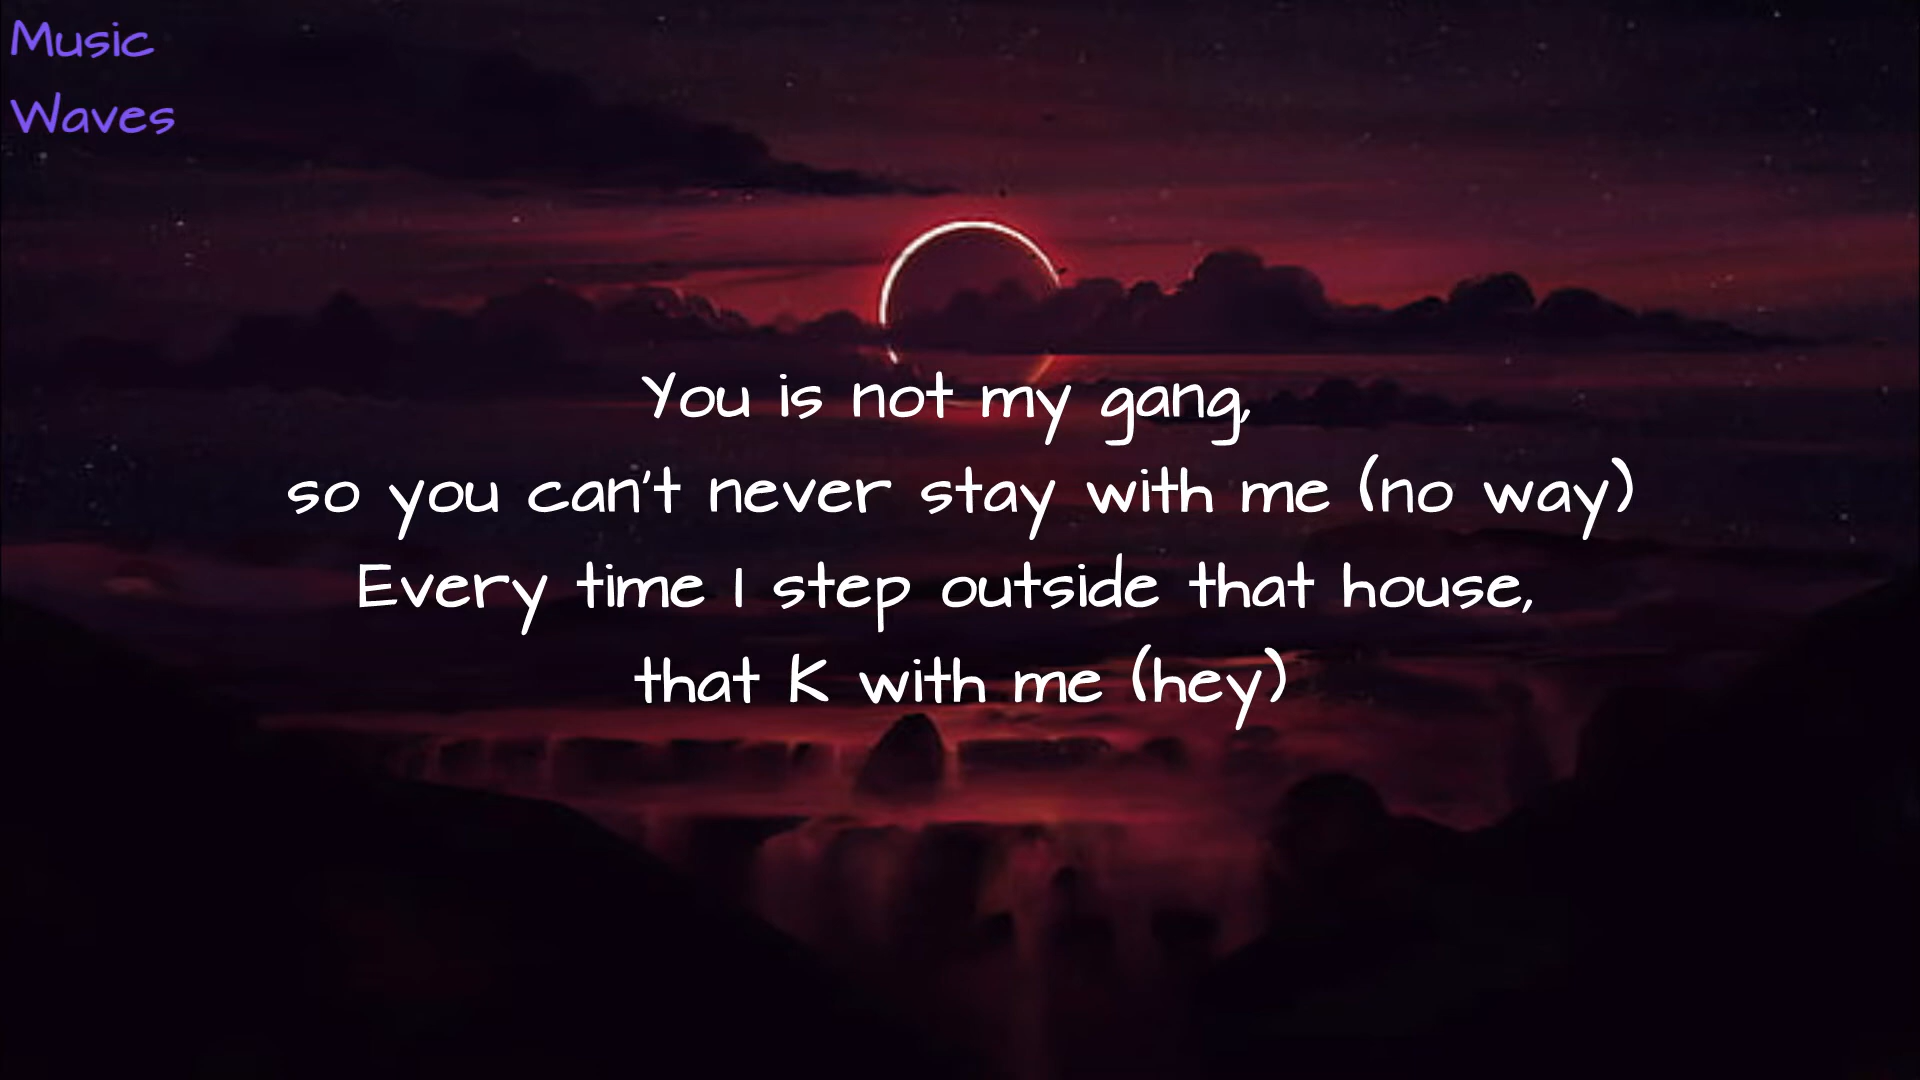 Music
Waves
You is not my gang,
so you can't never stay with me (no way)
Every time I step outside that house,
that K with me (hey)